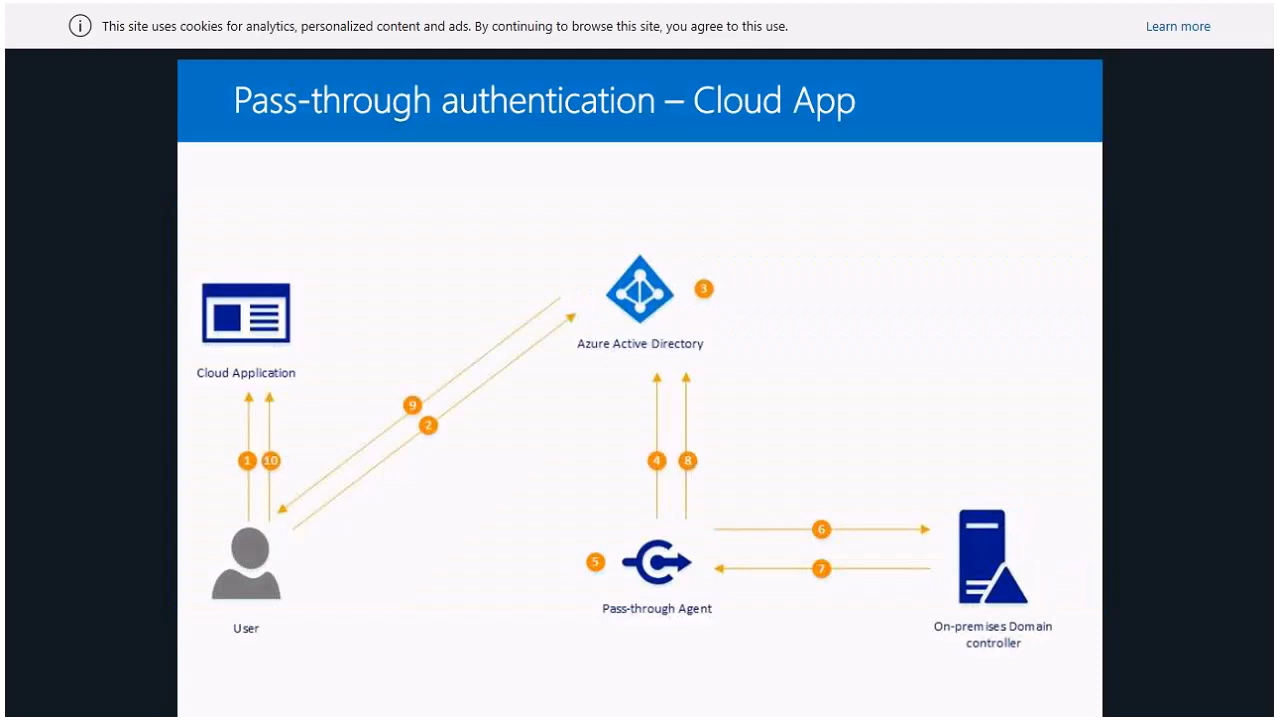 This site uses cookies for analytics, personalized content and ads. By continuing to browse this site, you agree to this use.
Learn more
Pass-through authentication – Cloud App
3
Azure Active Directory
Cloud Application
9
2
1
10
4
8
6
5
7
Pass-through Agent
User
On-premises Domain
controller